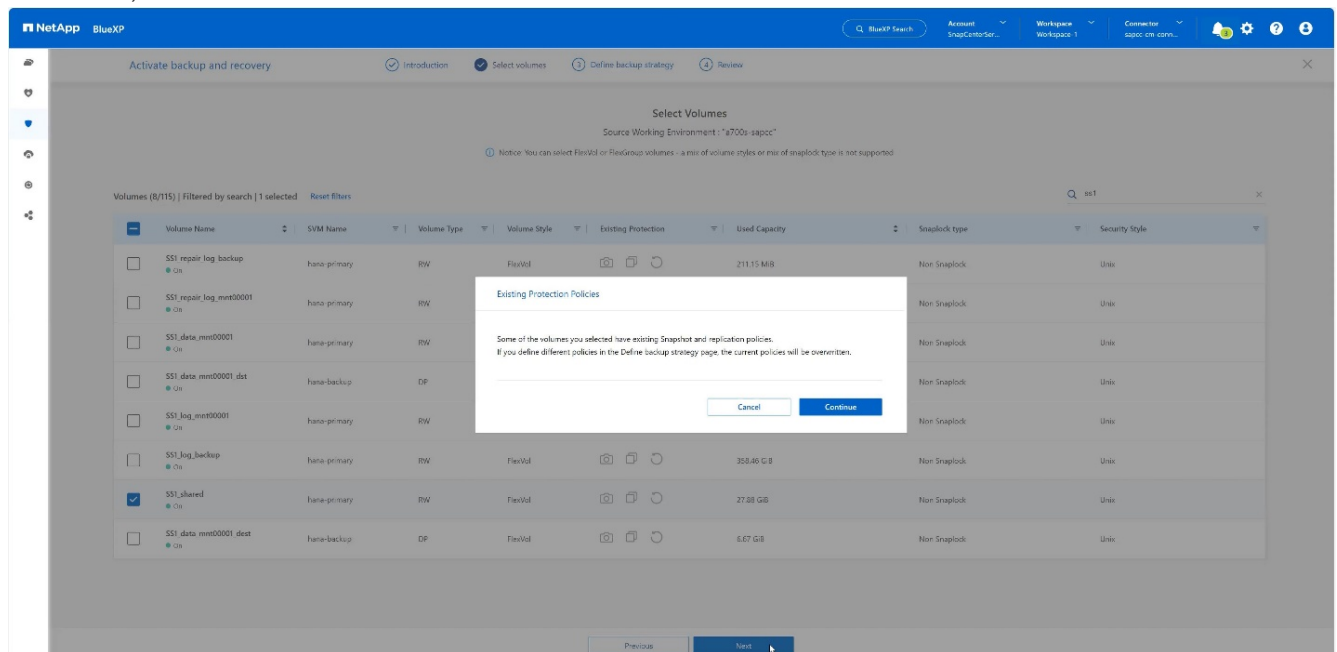 NetApp BlueXP
BlueXP Search
Account
SnapCenterSer...
Workspace
Workspace-1
Connector
sapcc-cm-conn...
3
Activate backup and recovery
Introduction
Select volumes
3 Define backup strategy
4 Review
Select Volumes
Source Working Environment : "a700s-sapcc"
Notice: You can select FlexVol or FlexGroup volumes - a mix of volume styles or mix of snaplock type is not supported
Volumes (8/115) | Filtered by search | 1 selected Reset filters
ss1
Volume Name SVM Name Volume Type Volume Style Existing Protection Used Capacity Snaplock type Security Style
SS1_repair_log_backup
On
hana-primary RW FlexVol 211.15 MiB Non Snaplock Unix
SS1_repair_log_mnt00001
On
hana-primary RW Non Snaplock Unix
SS1_data_mnt00001
On
hana-primary RW Non Snaplock Unix
SS1_data_mnt00001_dst
On
hana-backup DP Non Snaplock Unix
SS1_log_mnt00001
On
hana-primary RW Non Snaplock Unix
SS1_log_backup
On
hana-primary RW FlexVol 358.46 GiB Non Snaplock Unix
SS1_shared
On
hana-primary RW FlexVol 27.88 GiB Non Snaplock Unix
SS1_data_mnt00001_dest
On
hana-backup DP FlexVol 6.67 GiB Non Snaplock Unix
Existing Protection Policies
Some of the volumes you selected have existing Snapshot and replication policies.
If you define different policies in the Define backup strategy page, the current policies will be overwritten.
Cancel
Continue
Previous
Next